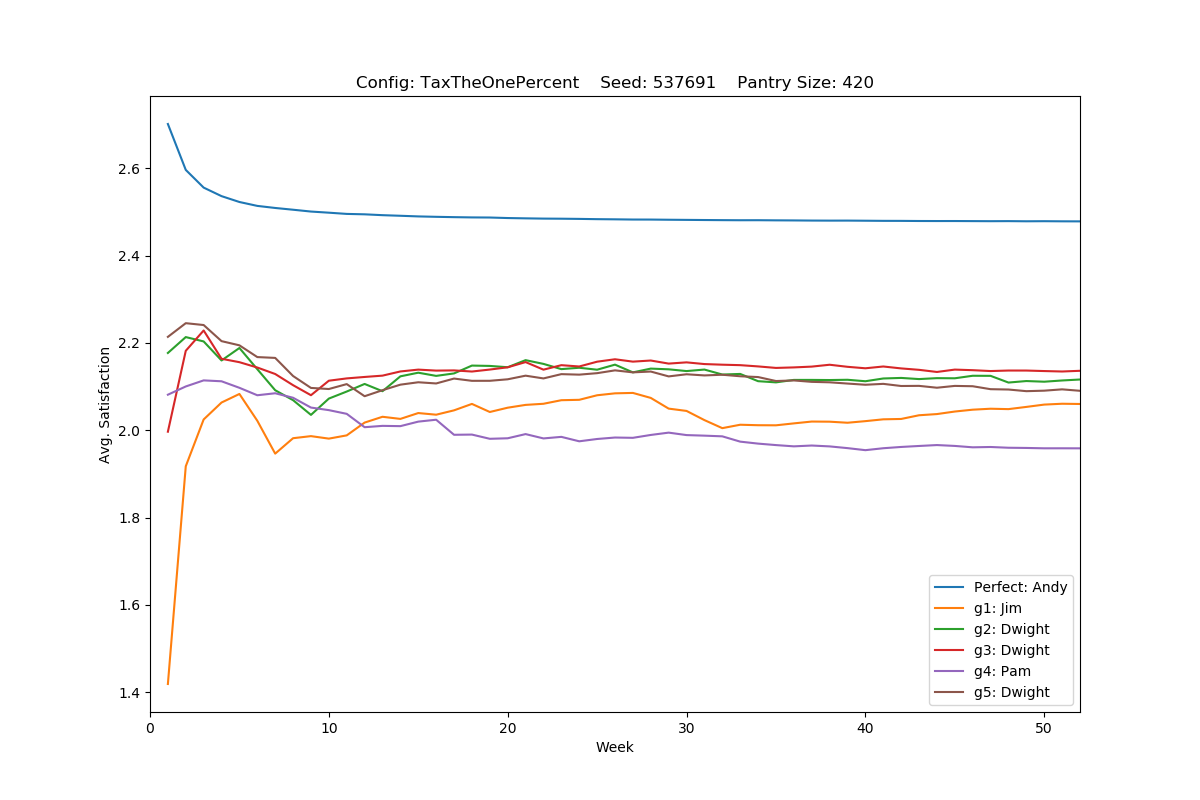 Config: TaxTheOnePercent    Seed: 537691    Pantry Size: 420
2.6
2.4
2.2
2.0
1.8
1.6
1.4
Avg. Satisfaction
Perfect: Andy
g1: Jim
g2: Dwight
g3: Dwight
g4: Pam
g5: Dwight
0 10 20 30 40 50
Week